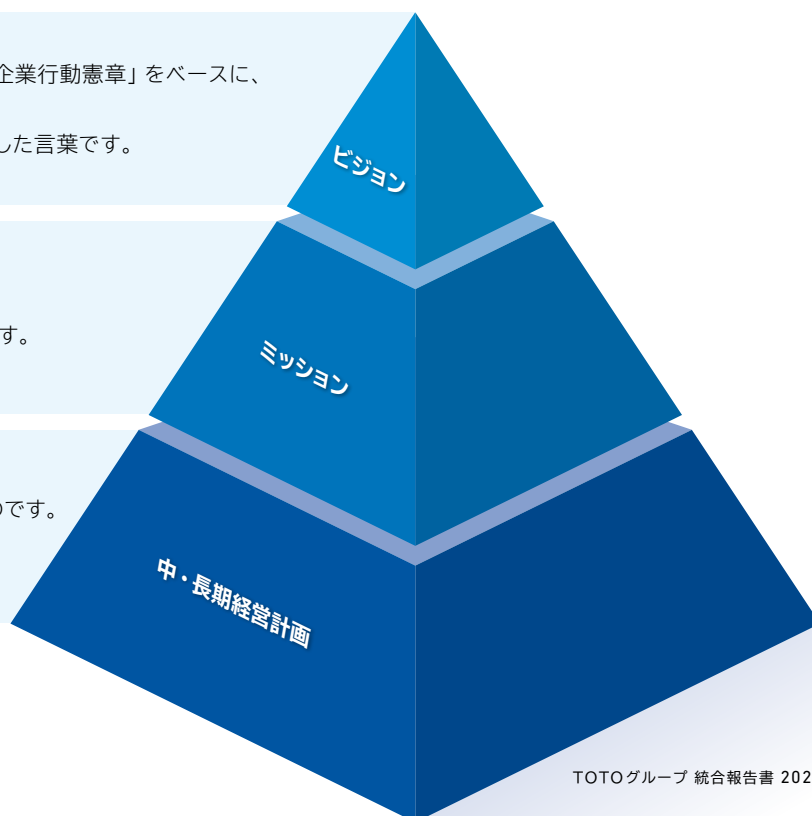 企業行動憲章」をベースに、
した言葉です。
ビジョン
す。
ミッション
のです。
中・長期経営計画
TOTOグループ 統合報告書 202